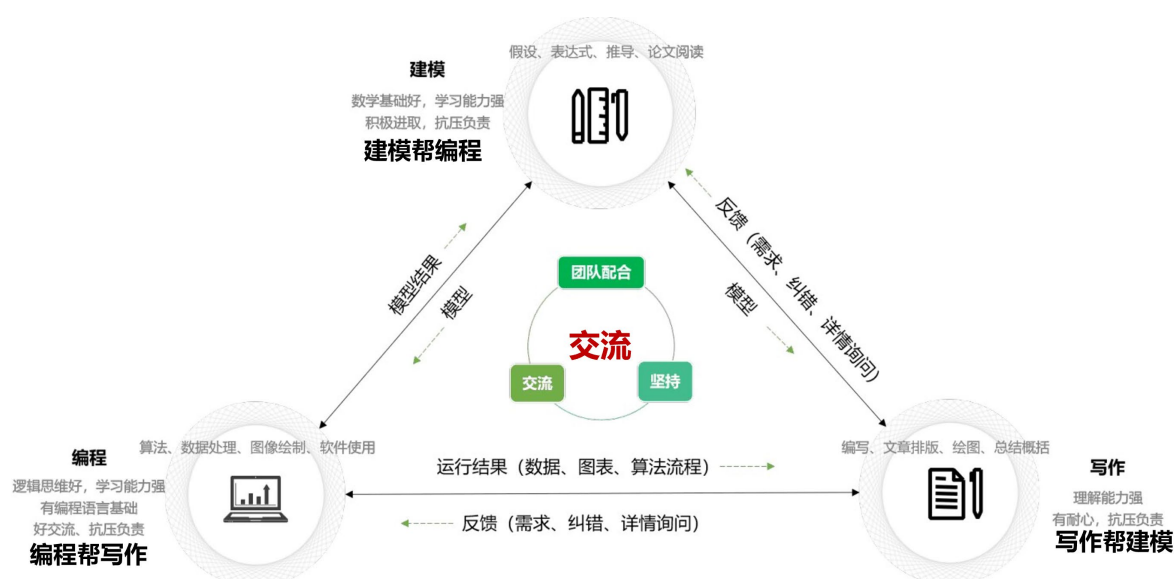 假设、表达式、推导、论文阅读
建模
数学基础好，学习能力强
积极进取，抗压负责
建模帮编程
模型结果
模型
反馈（需求、纠错、详情询问）
模型
团队配合
交流
交流
坚持
算法、数据处理、图像绘制、软件使用
编程
逻辑思维好，学习能力强
有编程语言基础
好交流、抗压负责
编程帮写作
运行结果（数据、图表、算法流程）
反馈（需求、纠错、详情询问）
编写、文章排版、绘图、总结概括
写作
理解能力强
有耐心，抗压负责
写作帮建模